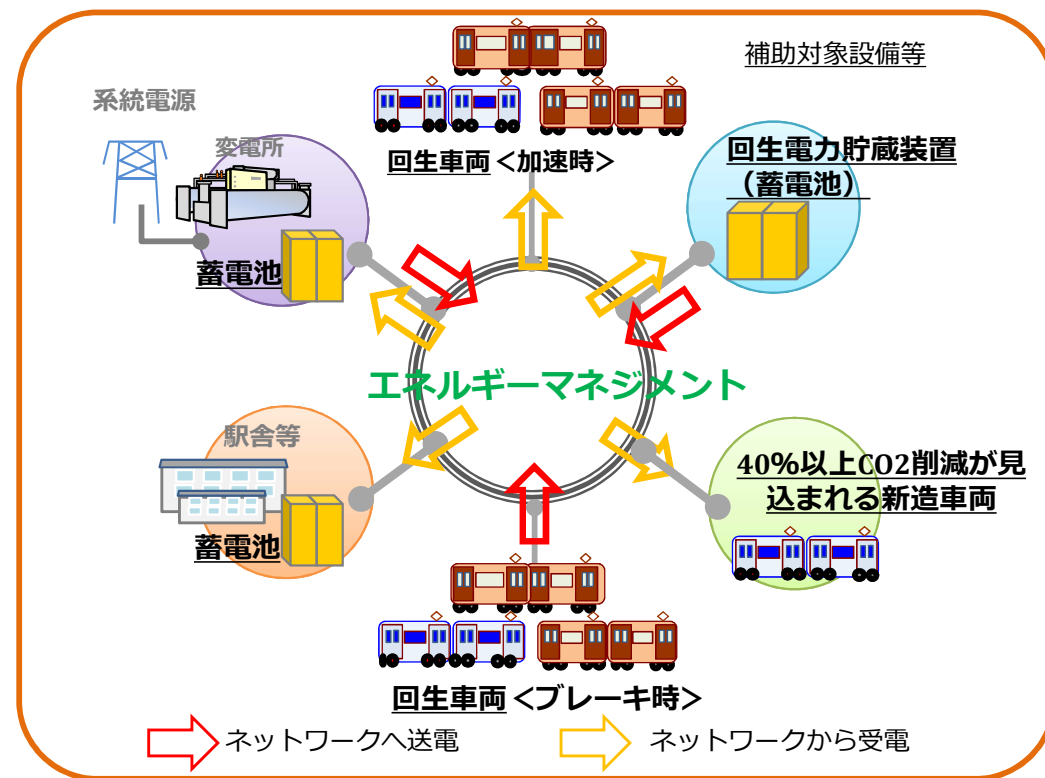 補助対象設備等
系統電源
変電所
蓄電池
回生車両＜加速時＞
回生電力貯蔵装置
（蓄電池）
エネルギーマネジメント
駅舎等
蓄電池
40%以上CO2削減が見
込まれる新造車両
回生車両＜ブレーキ時＞
ネットワークへ送電
ネットワークから受電